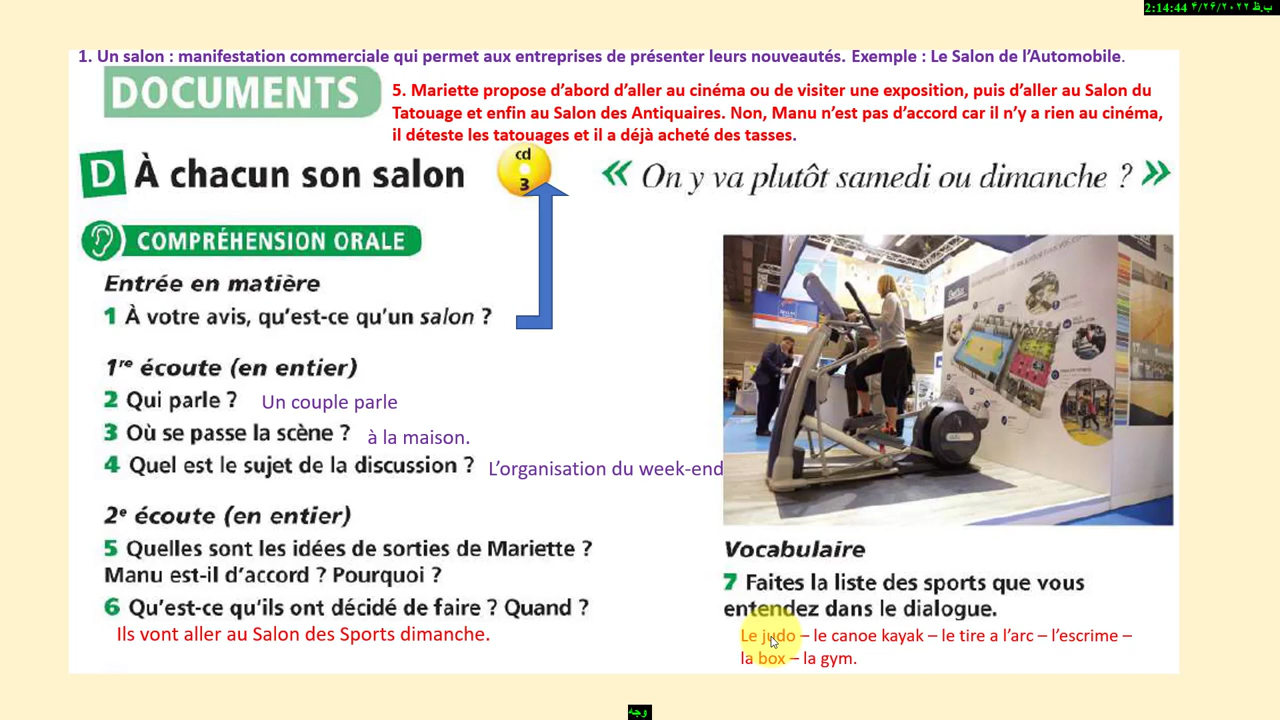 2:14:44 ۴/۲۶/۲۰۲۲ ب.ظ
1. Un salon : manifestation commerciale qui permet aux entreprises de présenter leurs nouveautés. Exemple : Le Salon de l’Automobile.
DOCUMENTS
5. Mariette propose d’abord d’aller au cinéma ou de visiter une exposition, puis d’aller au Salon du
Tatouage et enfin au Salon des Antiquaires. Non, Manu n’est pas d’accord car il n’y a rien au cinéma,
il déteste les tatouages et il a déjà acheté des tasses.
D À chacun son salon
cd
3
« On y va plutôt samedi ou dimanche ? »
COMPRÉHENSION ORALE
Entrée en matière
1 À votre avis, qu’est-ce qu’un salon ?
1re écoute (en entier)
2 Qui parle ? Un couple parle
3 Où se passe la scène ? à la maison.
4 Quel est le sujet de la discussion ? L’organisation du week-end
2e écoute (en entier)
5 Quelles sont les idées de sorties de Mariette ?
Manu est-il d’accord ? Pourquoi ?
6 Qu’est-ce qu’ils ont décidé de faire ? Quand ?
Ils vont aller au Salon des Sports dimanche.
Vocabulaire
7 Faites la liste des sports que vous
entendez dans le dialogue.
Le judo – le canoe kayak – le tire a l’arc – l’escrime –
la box – la gym.
وجه